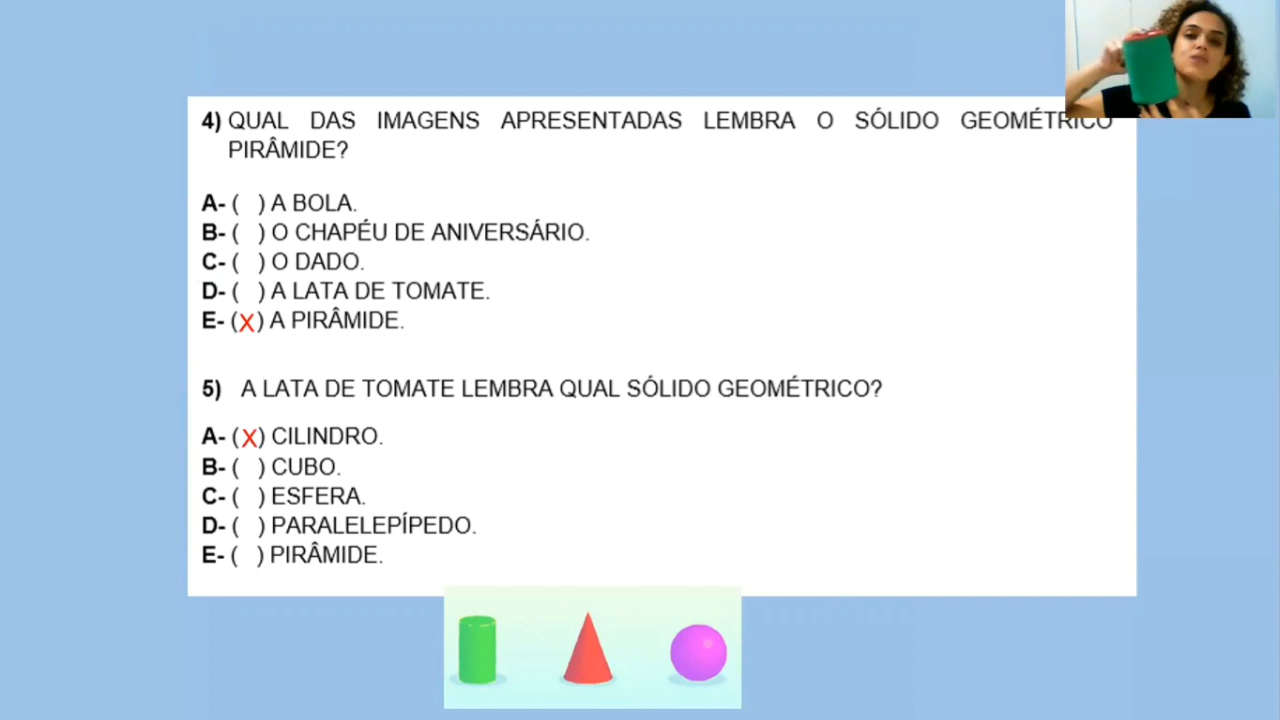 4) QUAL DAS IMAGENS APRESENTADAS LEMBRA O SÓLIDO GEOMÉTRICO
PIRÂMIDE?
A- ( ) A BOLA.
B- ( ) O CHAPÉU DE ANIVERSÁRIO.
C- ( ) O DADO.
D- ( ) A LATA DE TOMATE.
E- (X) A PIRÂMIDE.
5) A LATA DE TOMATE LEMBRA QUAL SÓLIDO GEOMÉTRICO?
A- (X) CILINDRO.
B- ( ) CUBO.
C- ( ) ESFERA.
D- ( ) PARALELEPÍPEDO.
E- ( ) PIRÂMIDE.